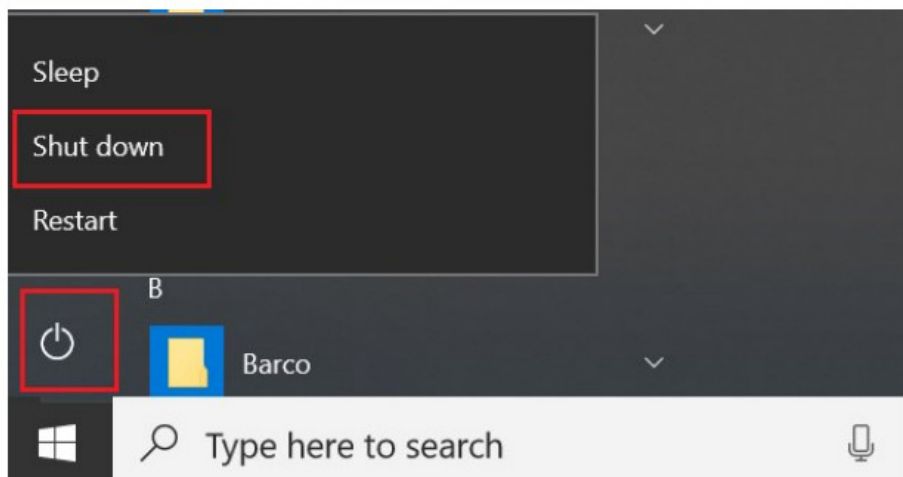 Sleep
Shut down
Restart
B
Barco
Type here to search